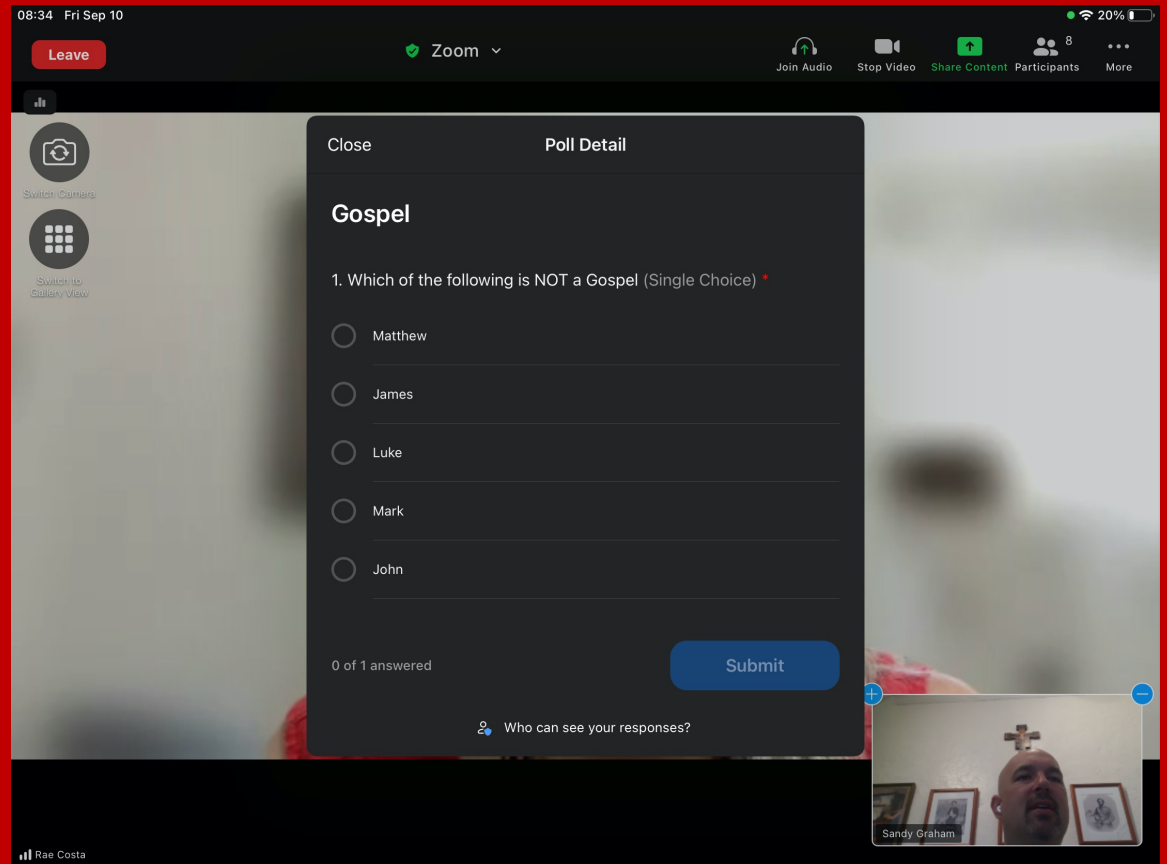 08:34 Fri Sep 10
20%
Leave
Zoom
Join Audio
Stop Video
Share Content
Participants
8
More
Switch Camera
Switch to
Gallery View
Close
Poll Detail
Gospel
1. Which of the following is NOT a Gospel (Single Choice) *
Matthew
James
Luke
Mark
John
0 of 1 answered
Submit
Who can see your responses?
Sandy Graham
Rae Costa